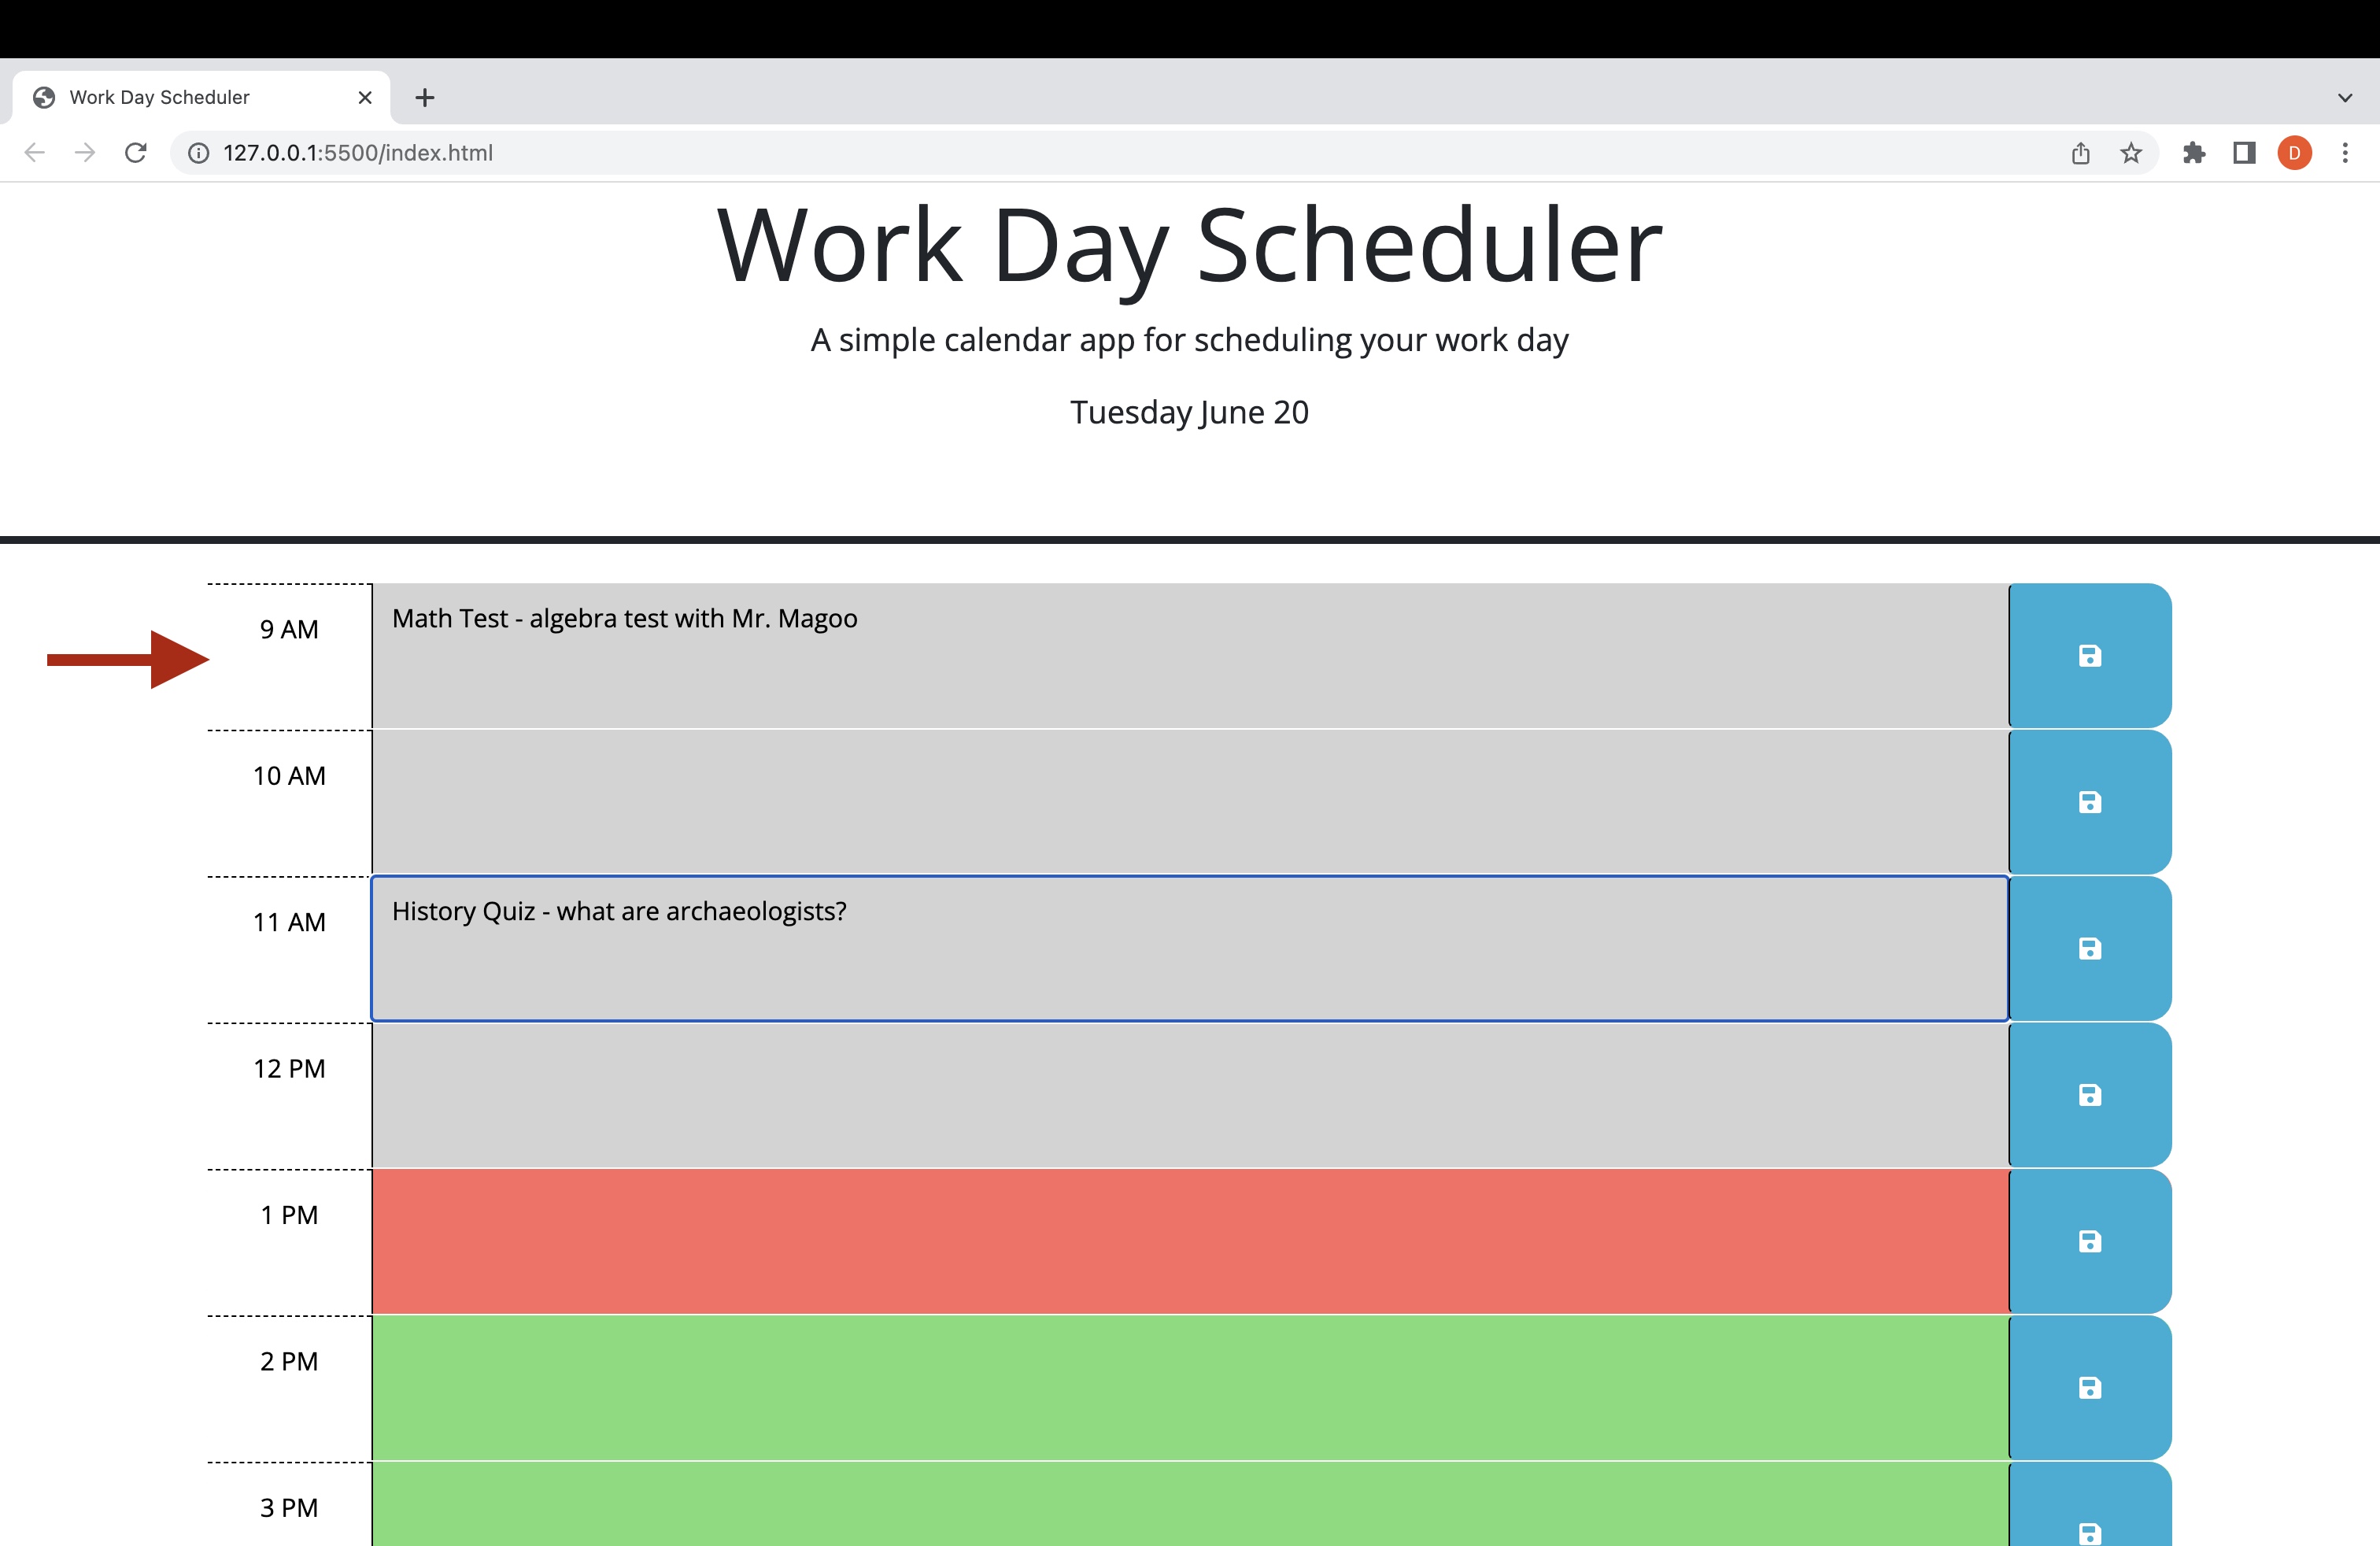 Work Day Scheduler
127.0.0.1:5500/index.html
D
Work Day Scheduler
A simple calendar app for scheduling your work day
Tuesday June 20
9 AM
Math Test - algebra test with Mr. Magoo
10 AM
11 AM
History Quiz - what are archaeologists?
12 PM
1 PM
2 PM
3 PM